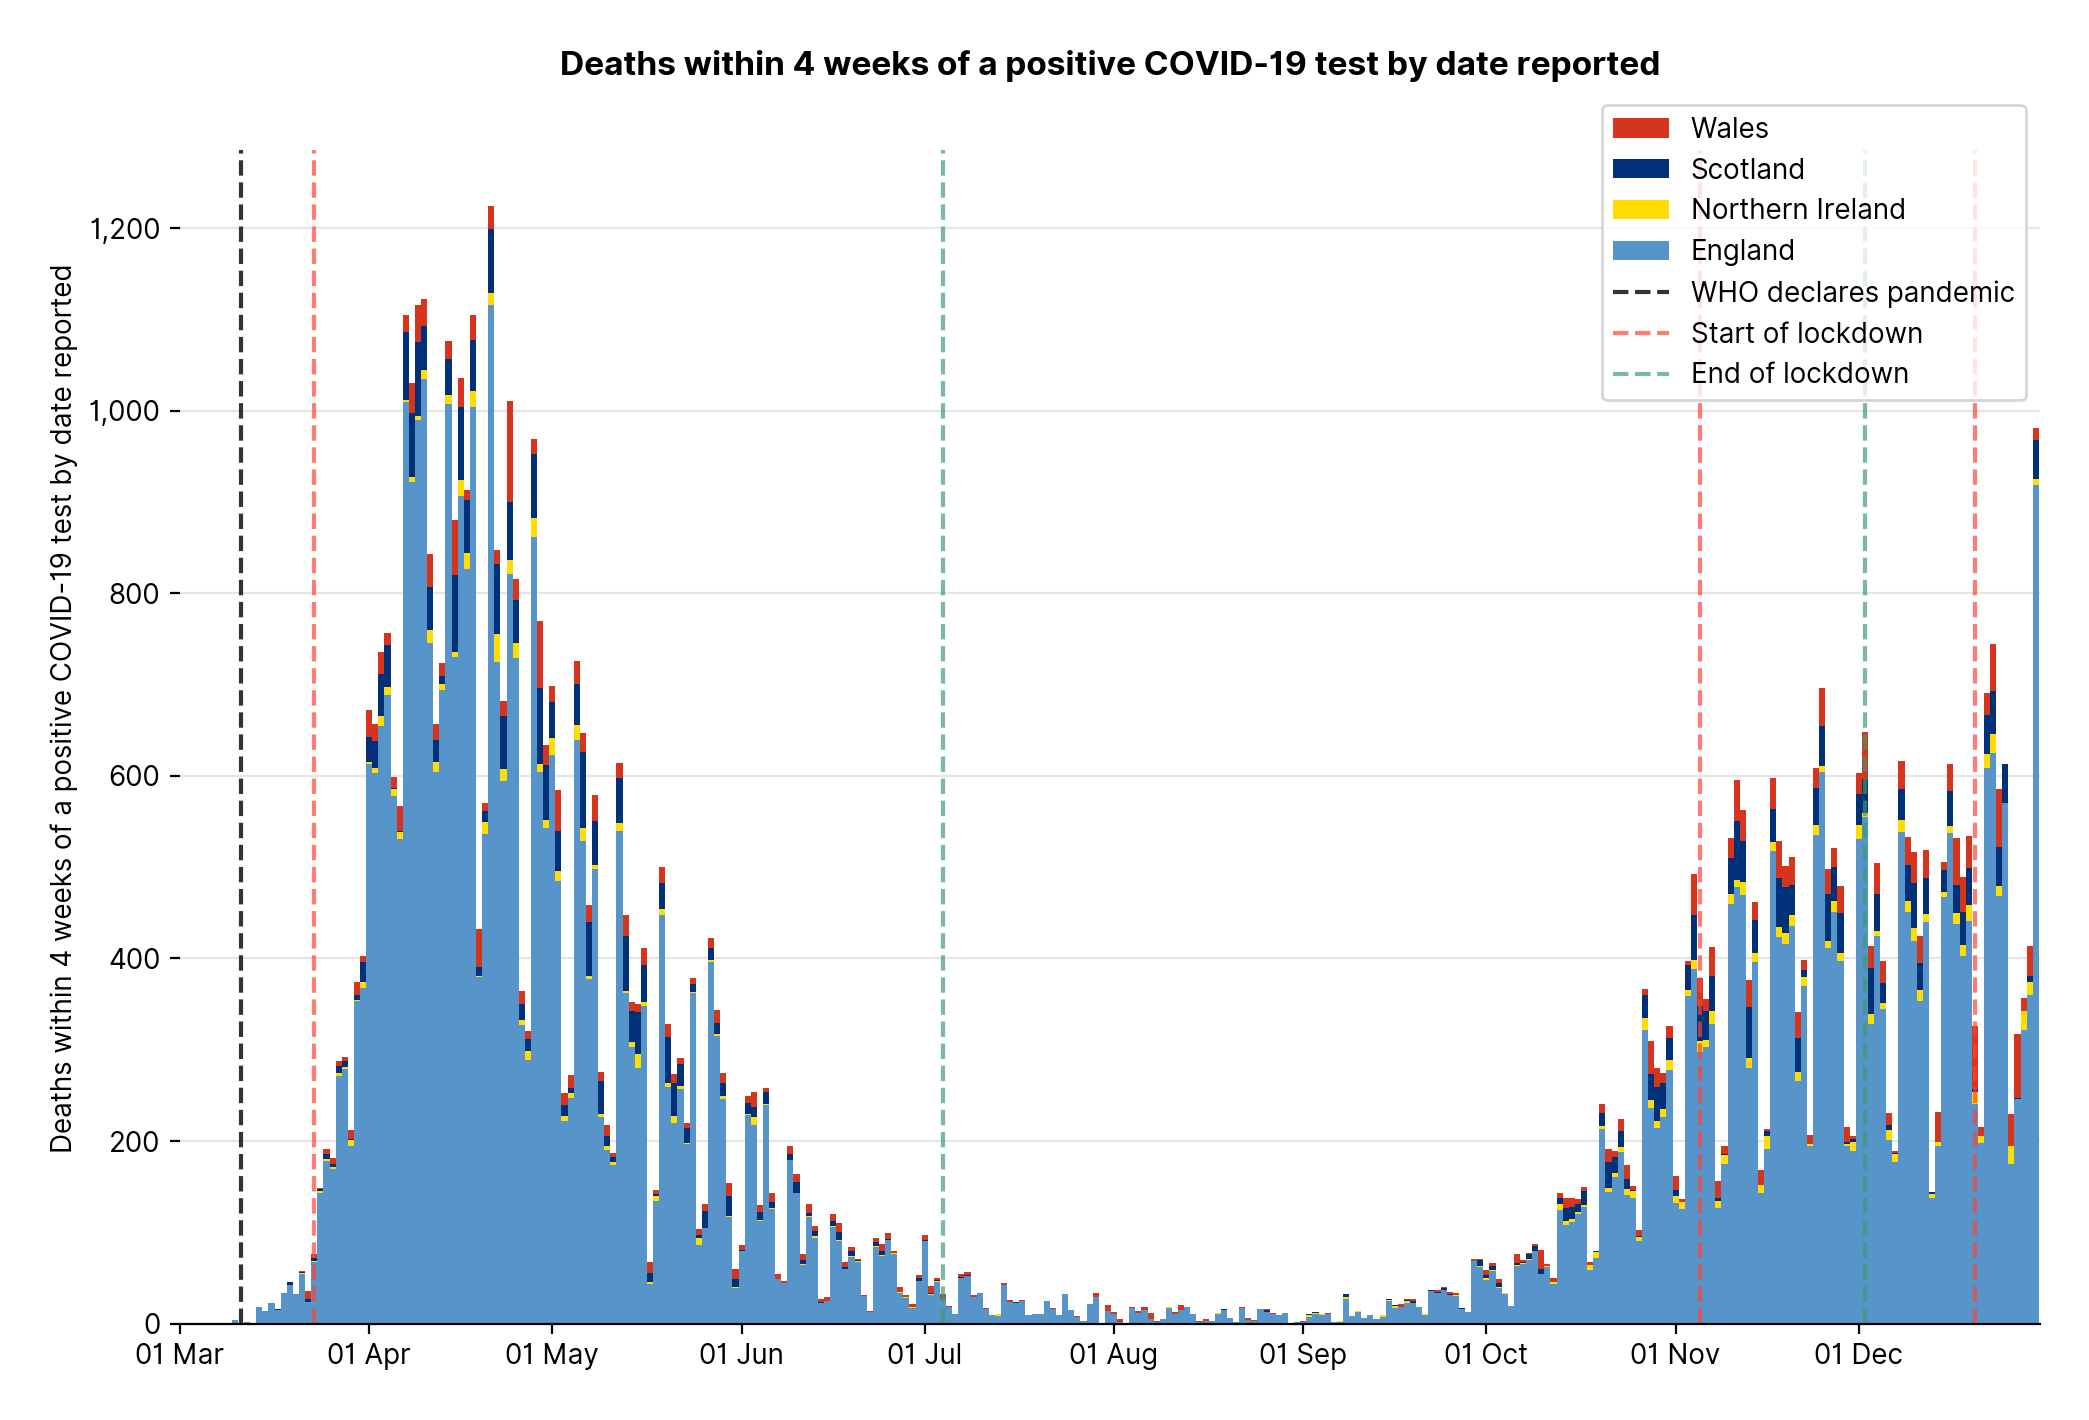 Deaths within 4 weeks of a positive COVID-19 test by date reported
Wales
Scotland
Northern Ireland
England
WHO declares pandemic
Start of lockdown
End of lockdown
Deaths within 4 weeks of a positive COVID-19 test by date reported
1,200
1,000
800
600
400
200
0
01 Mar
01 Apr
01 May
01 Jun
01 Jul
01 Aug
01 Sep
01 Oct
01 Nov
01 Dec